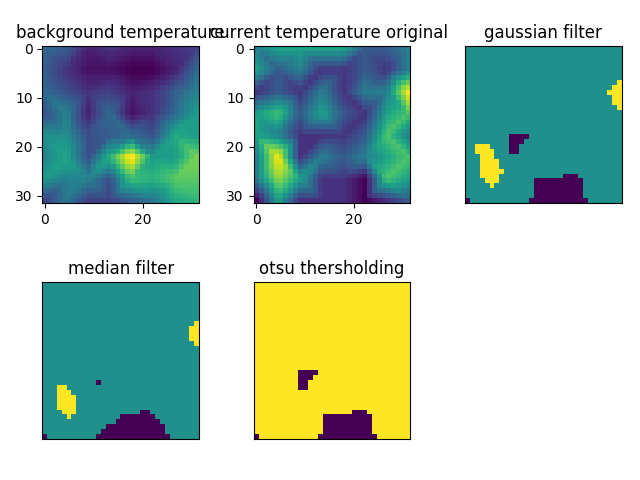 background temperature
current temperature original
gaussian filter
0
10
20
30
0
20
0
10
20
30
0
20
median filter
otsu thersholding